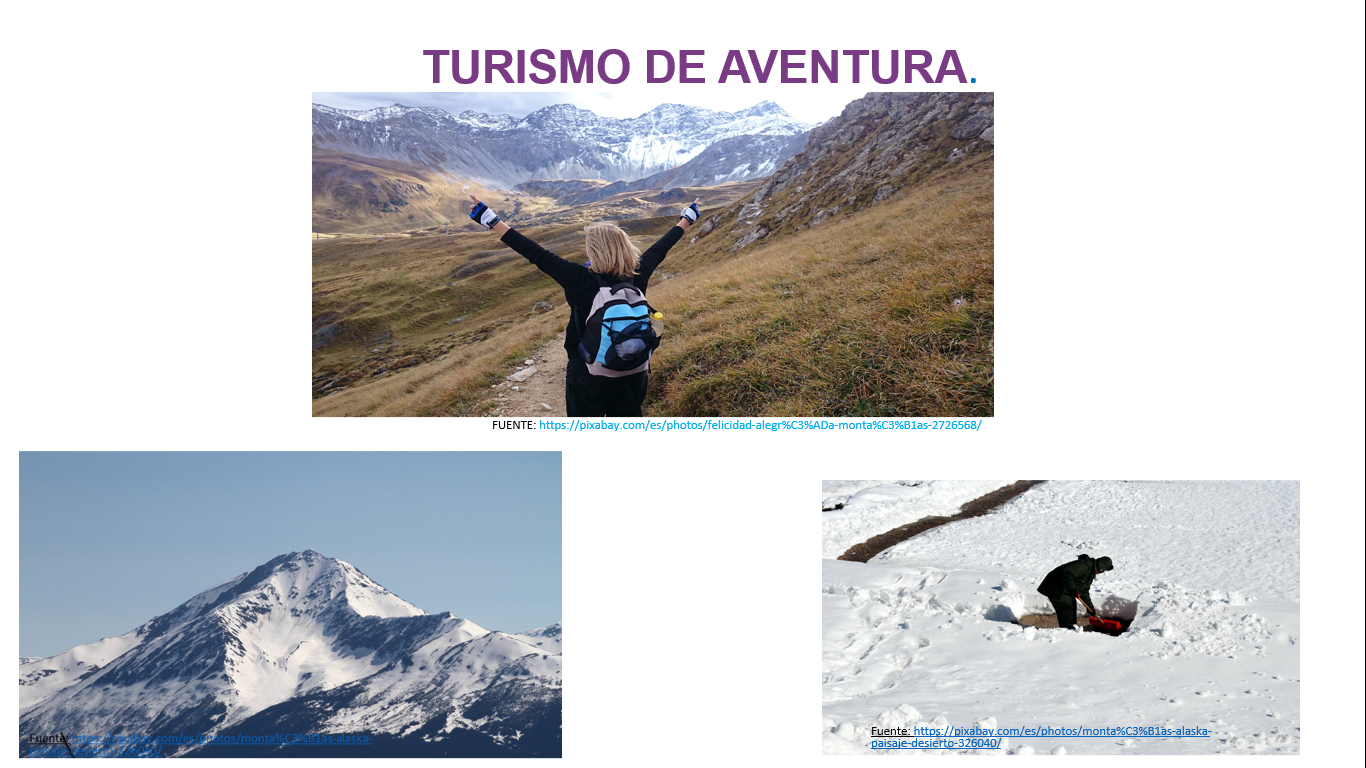 TURISMO DE AVENTURA.
FUENTE: https://pixabay.com/es/photos/felicidad-alegr%C3%ADa-monta%C3%B1as-2726568/
Fuente: https://pixabay.com/es/photos/monta%C3%B1as-alaska-
Fuente: https://pixabay.com/es/photos/monta%C3%B1as-alaska-
paisaje-desierto-326040/